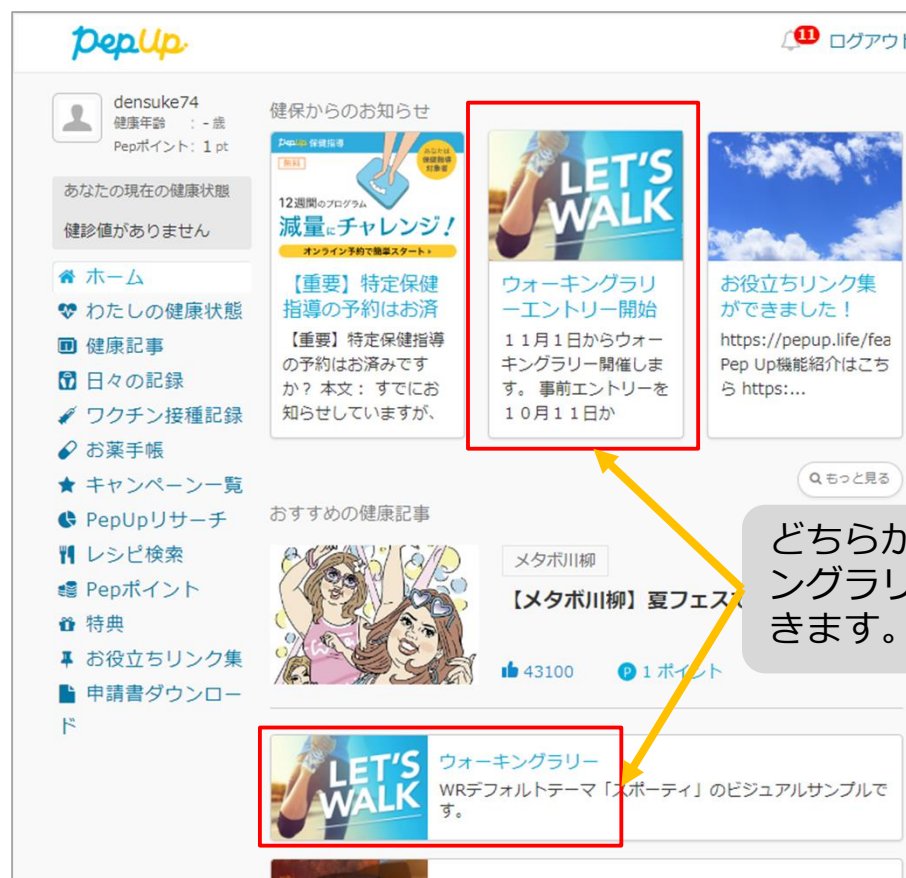 PepUp
11 ログアウト
densuke74
健康年齢 : - 歳
Pepポイント: 1 pt
あなたの現在の健康状態
健診値がありません
ホーム
わたしの健康状態
健康記事
日々の記録
ワクチン接種記録
お薬手帳
キャンペーン一覧
PepUpリサーチ
レシピ検索
Pepポイント
特典
お役立ちリンク集
申請書ダウンロー
ド
健保からのお知らせ
PepUp 保健指導
無料
あなたは
保健指導
対象者
12週間のプログラム
減量にチャレンジ!
オンライン予約で簡単スタート
【重要】特定保健
指導の予約はお済
【重要】特定保健指導
の予約はお済みです
か? 本文: すでにお
知らせしていますが、
LET'S
WALK
ウォーキングラリ
ーエントリー開始
11月1日からウォー
キングラリー開催しま
す。 事前エントリーを
10月11日か
お役立ちリンク集
ができました!
https://pepup.life/fea
Pep Up機能紹介はこち
ら https:...
もっと見る
おすすめの健康記事
メタボ川柳
【メタボ川柳】夏フェス
43100
P 1 ポイント
どちらか
ングラリ
きます。
LET'S
WALK
ウォーキングラリー
WRデフォルトテーマ「スポーティ」のビジュアルサンプルで
す。